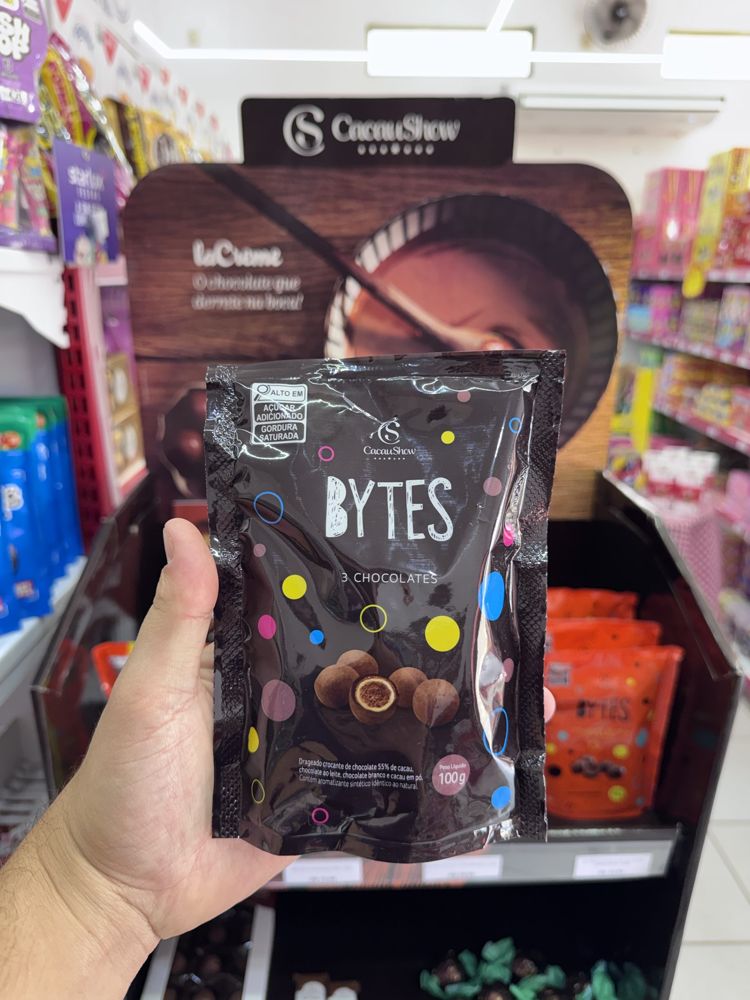 CacauShow
laCrème
O chocolate que
derrete na boca!
ALTO EM
AÇÚCAR
ADICIONADO
GORDURA
SATURADA
CacauShow
BYTES
3 CHOCOLATES
Drageado crocante de chocolate 55% de cacau,
chocolate ao leite, chocolate branco e cacau em pó.
Contém aromatizante sintético idêntico ao natural.
Peso Líquido
100g
BYTES